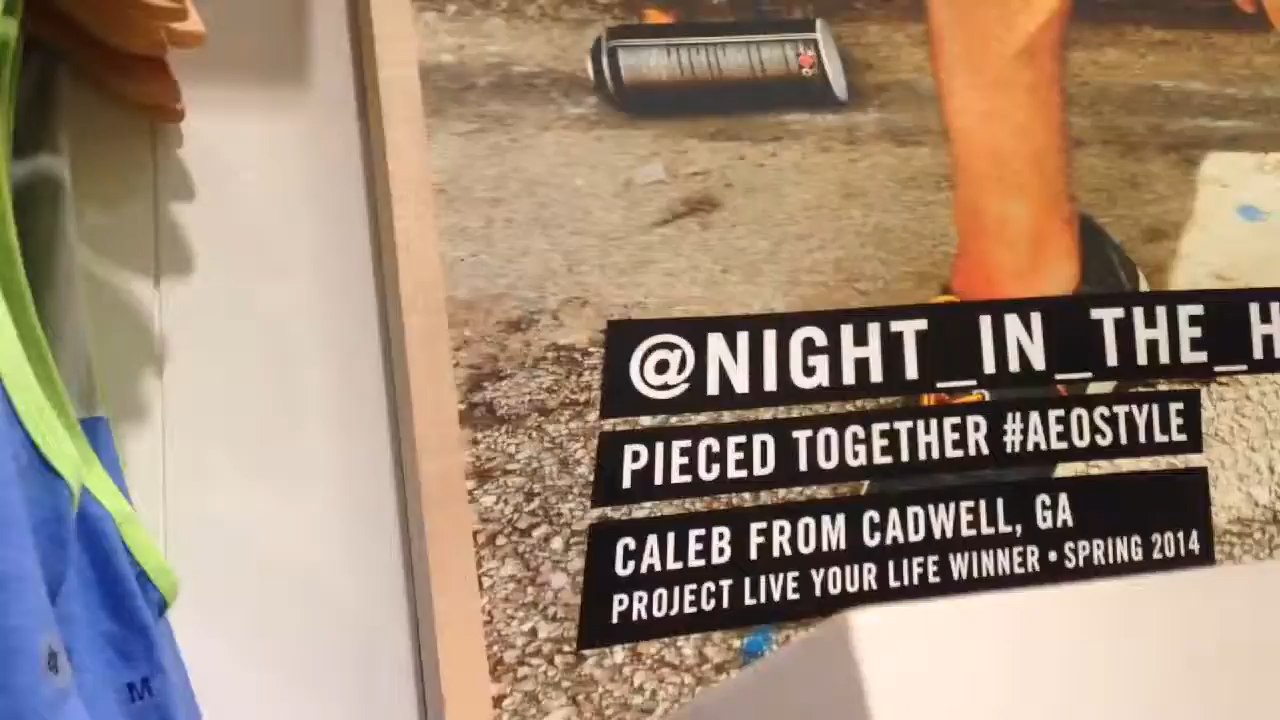 @NIGHT_IN_THE_H
PIECED TOGETHER #AEOSTYLE
CALEB FROM CADWELL, GA
PROJECT LIVE YOUR LIFE WINNER • SPRING 2014
M